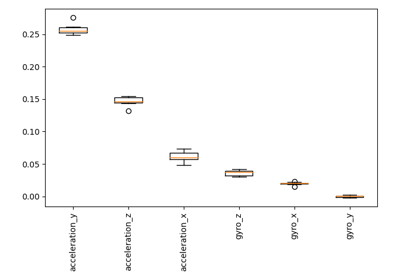 0.25
0.20
0.15
0.10
0.05
0.00
acceleration_y
acceleration_z
acceleration_x
gyro_z
gyro_x
gyro_y